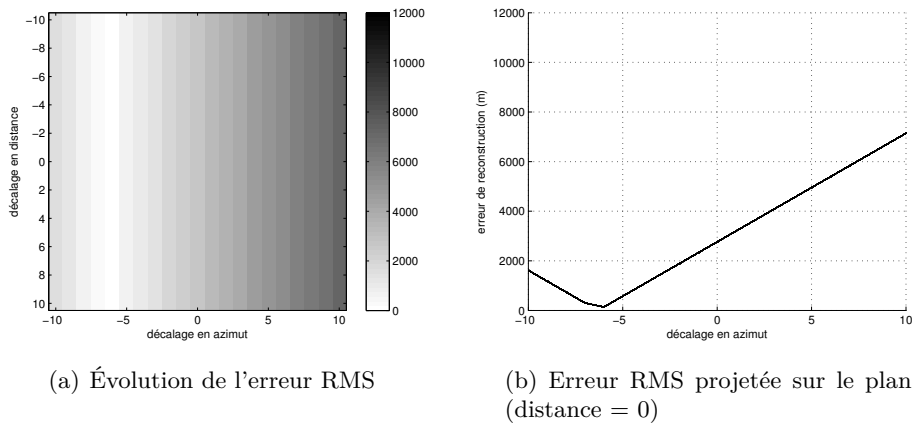 −10
−8
−6
−4
−2
0
2
4
6
8
10
décalage en distance
−10 −5 0 5 10
décalage en azimut
12000
10000
8000
6000
4000
2000
0
12000
10000
8000
6000
4000
2000
0
erreur de reconstruction (m)
−10 −5 0 5 10
décalage en azimut
(a) Évolution de l'erreur RMS
(b) Erreur RMS projetée sur le plan
(distance = 0)